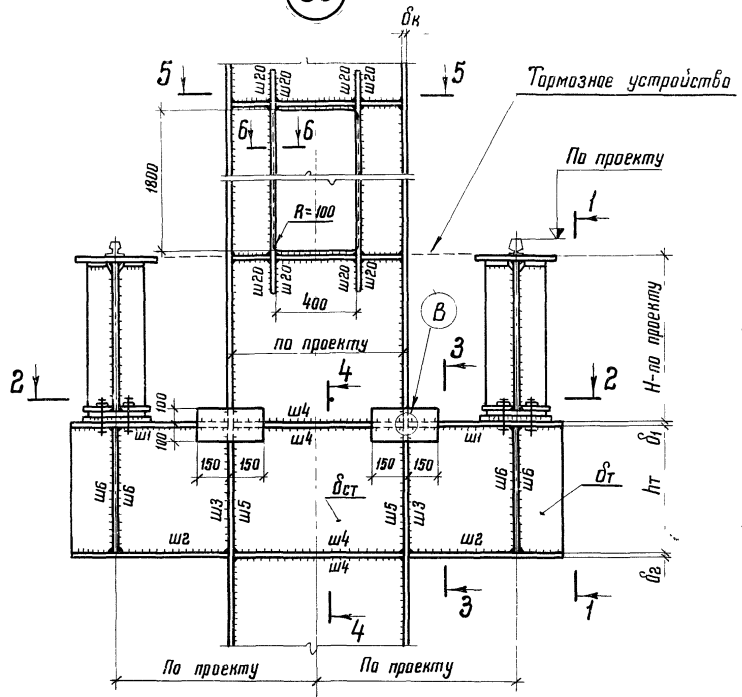 δк
5
5
ш20
ш20
ш20
ш20
Тормозное устройство
6
6
По проекту
1800
R=100
1
ш20
ш20
ш20
ш20
400
В
по проекту
3
H-по проекту
2
4
2
100
ш4
ш1
ш4
ш1
δ1
100
150
150
150
150
δст
δт
hт
ш6
ш6
ш3
ш5
ш5
ш3
ш6
ш6
ш2
ш4
ш2
ш4
δ2
3
1
4
По проекту
По проекту